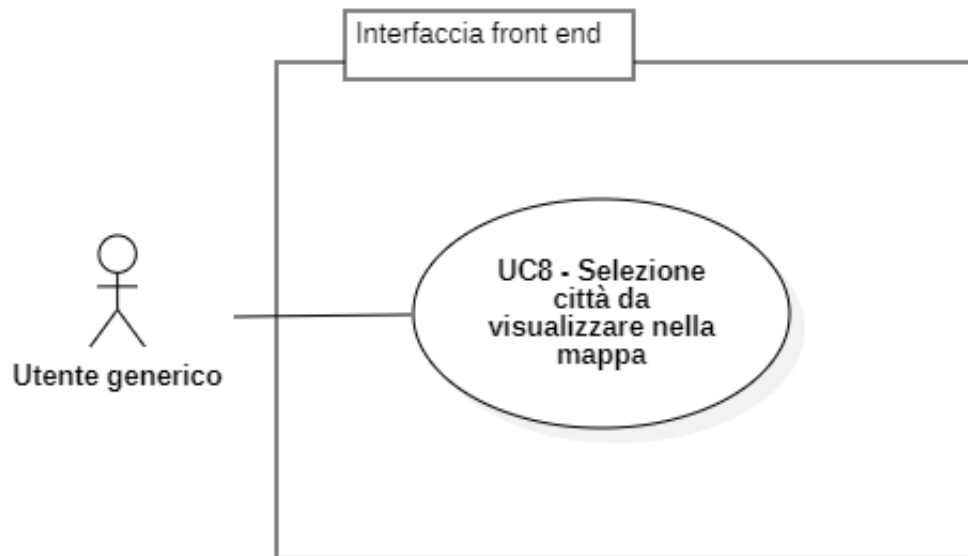 Interfaccia front end
UC8 - Selezione
città da
visualizzare nella
mappa
Utente generico